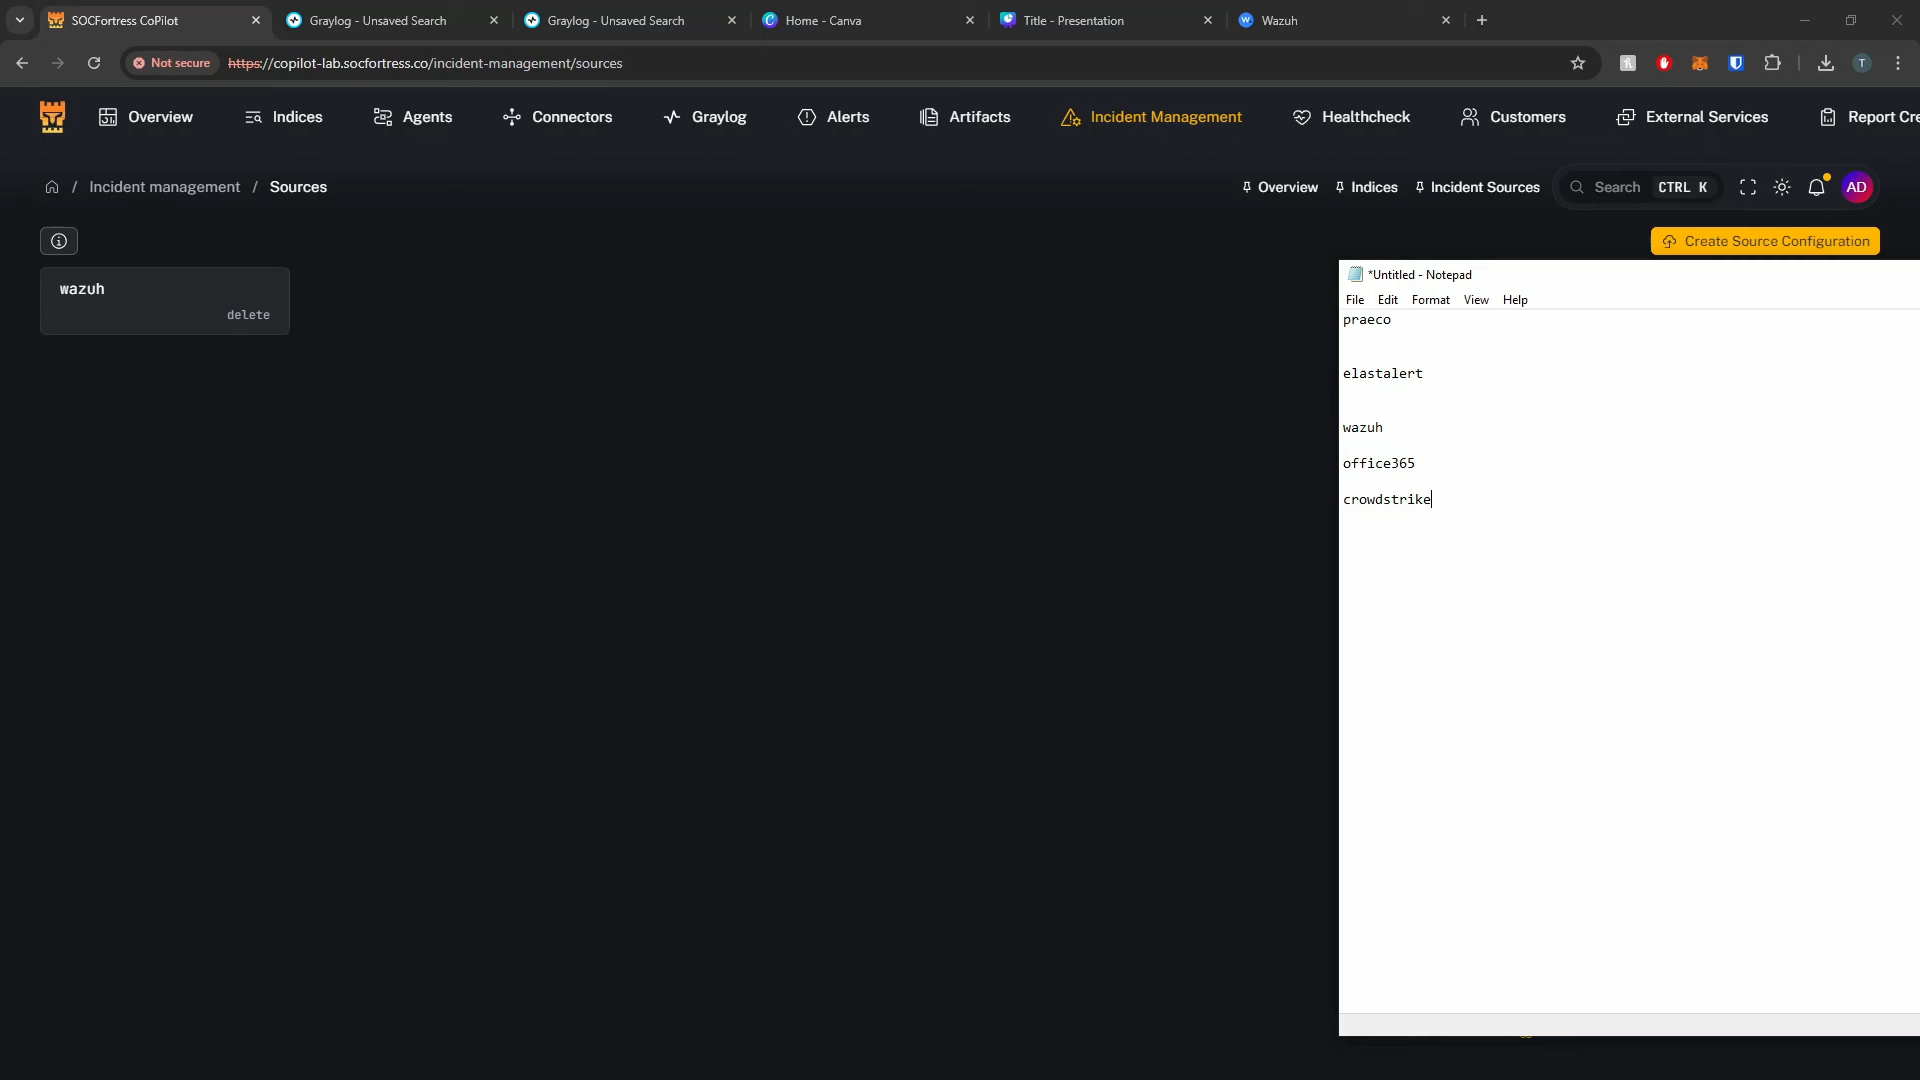 SOCFortress CoPilot
Graylog - Unsaved Search
Graylog - Unsaved Search
Home - Canva
Title - Presentation
Wazuh
Not secure
https://copilot-lab.socfortress.co/incident-management/sources
T
Overview
Indices
Agents
Connectors
Graylog
Alerts
Artifacts
Incident Management
Healthcheck
Customers
External Services
Report Cre
/ Incident management / Sources
Overview
Indices
Incident Sources
Search CTRL K
AD
Create Source Configuration
wazuh
delete
*Untitled - Notepad
File Edit Format View Help
praeco
elastalert
wazuh
office365
crowdstrike